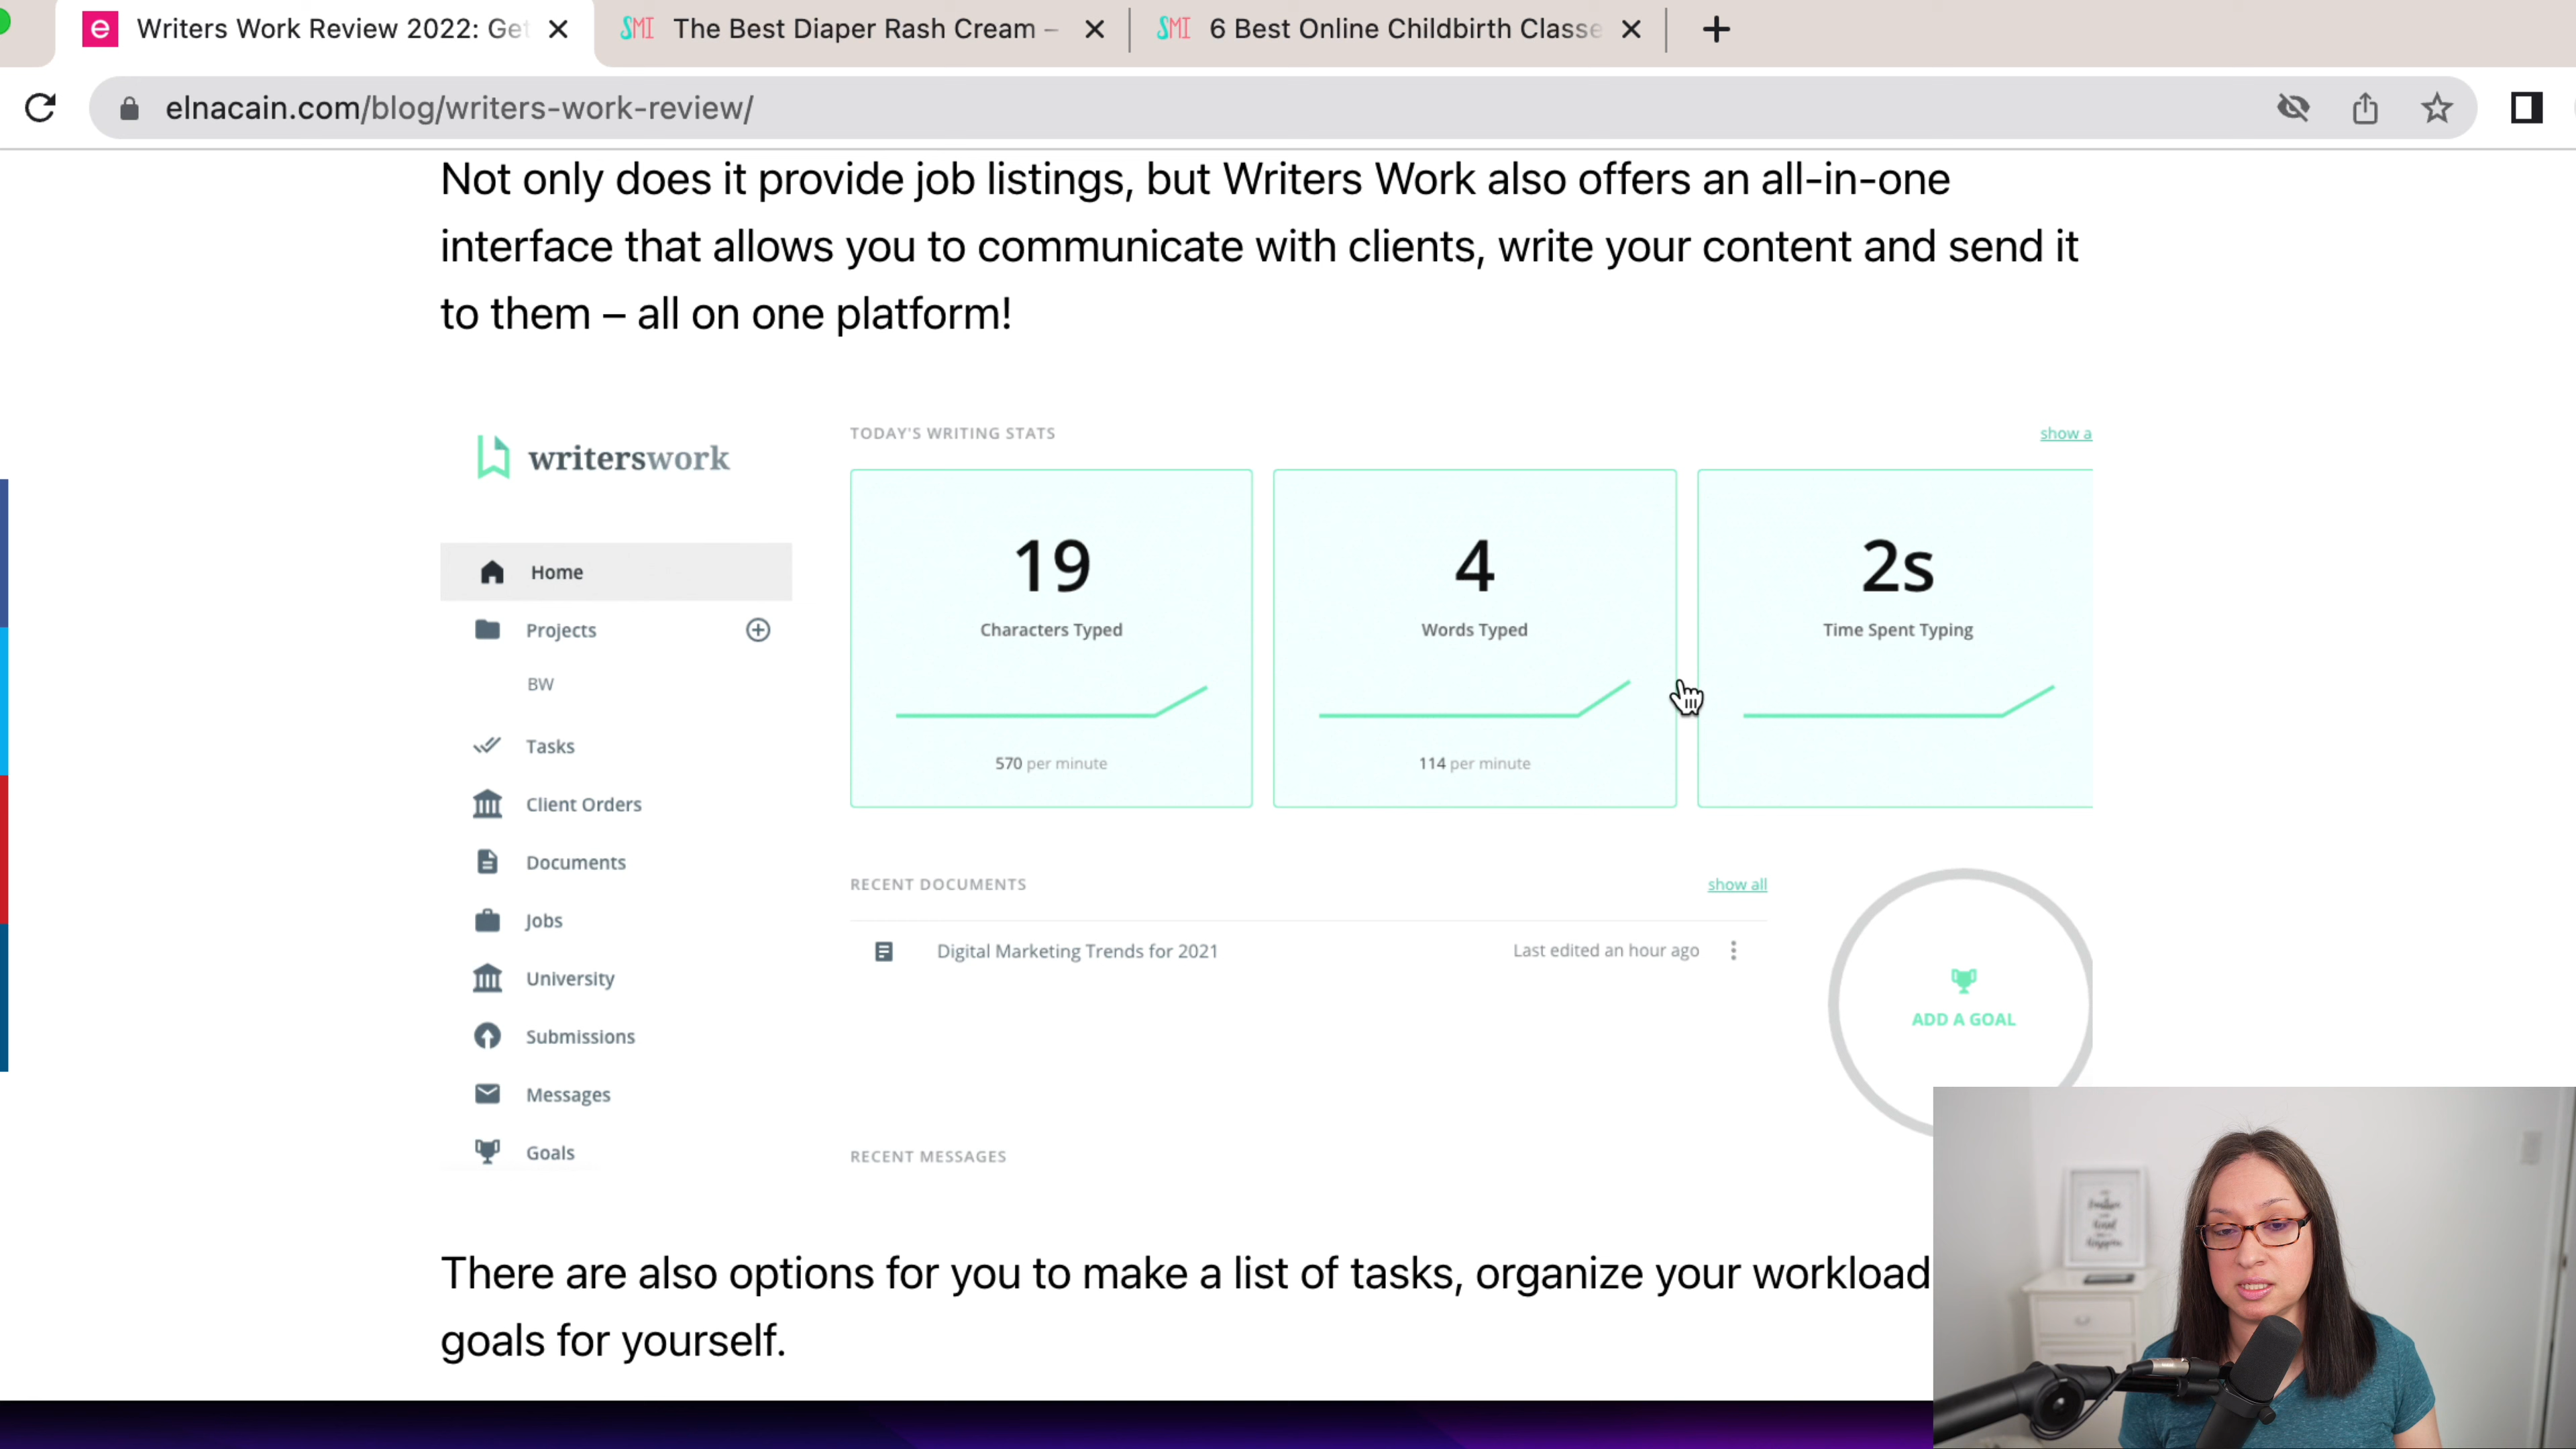 Writers Work Review 2022: Get
SMI The Best Diaper Rash Cream –
SMI 6 Best Online Childbirth Classe
elnacain.com/blog/writers-work-review/
Not only does it provide job listings, but Writers Work also offers an all-in-one
interface that allows you to communicate with clients, write your content and send it
to them – all on one platform!
writerswork
Home
Projects
BW
Tasks
Client Orders
Documents
Jobs
University
Submissions
Messages
Goals
TODAY'S WRITING STATS
show a
19
Characters Typed
570 per minute
4
Words Typed
114 per minute
2s
Time Spent Typing
RECENT DOCUMENTS
show all
Digital Marketing Trends for 2021
Last edited an hour ago
ADD A GOAL
RECENT MESSAGES
There are also options for you to make a list of tasks, organize your workload
goals for yourself.